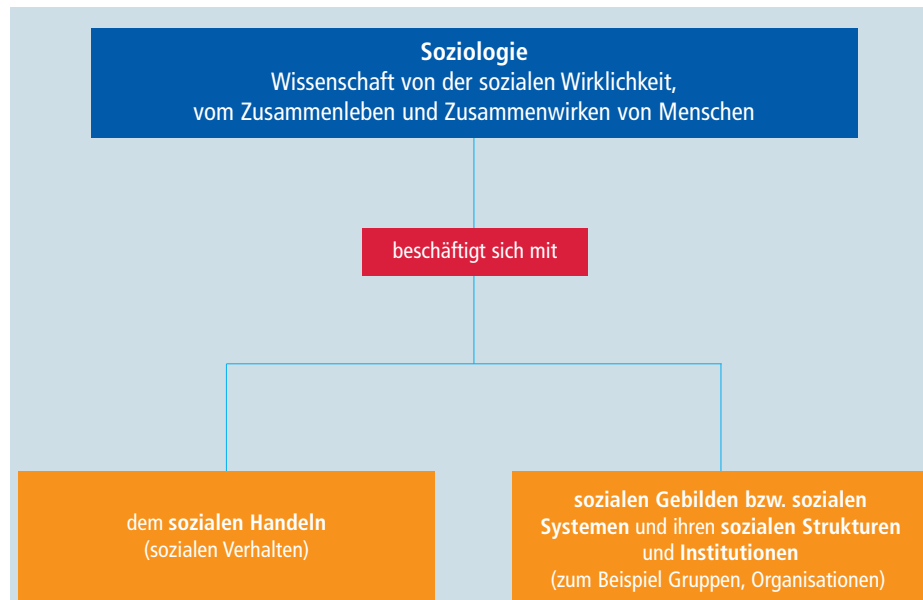 Soziologie
Wissenschaft von der sozialen Wirklichkeit,
vom Zusammenleben und Zusammenwirken von Menschen
beschäftigt sich mit
dem sozialen Handeln
(sozialen Verhalten)
sozialen Gebilden bzw. sozialen
Systemen und ihren sozialen Strukturen
und Institutionen
(zum Beispiel Gruppen, Organisationen)